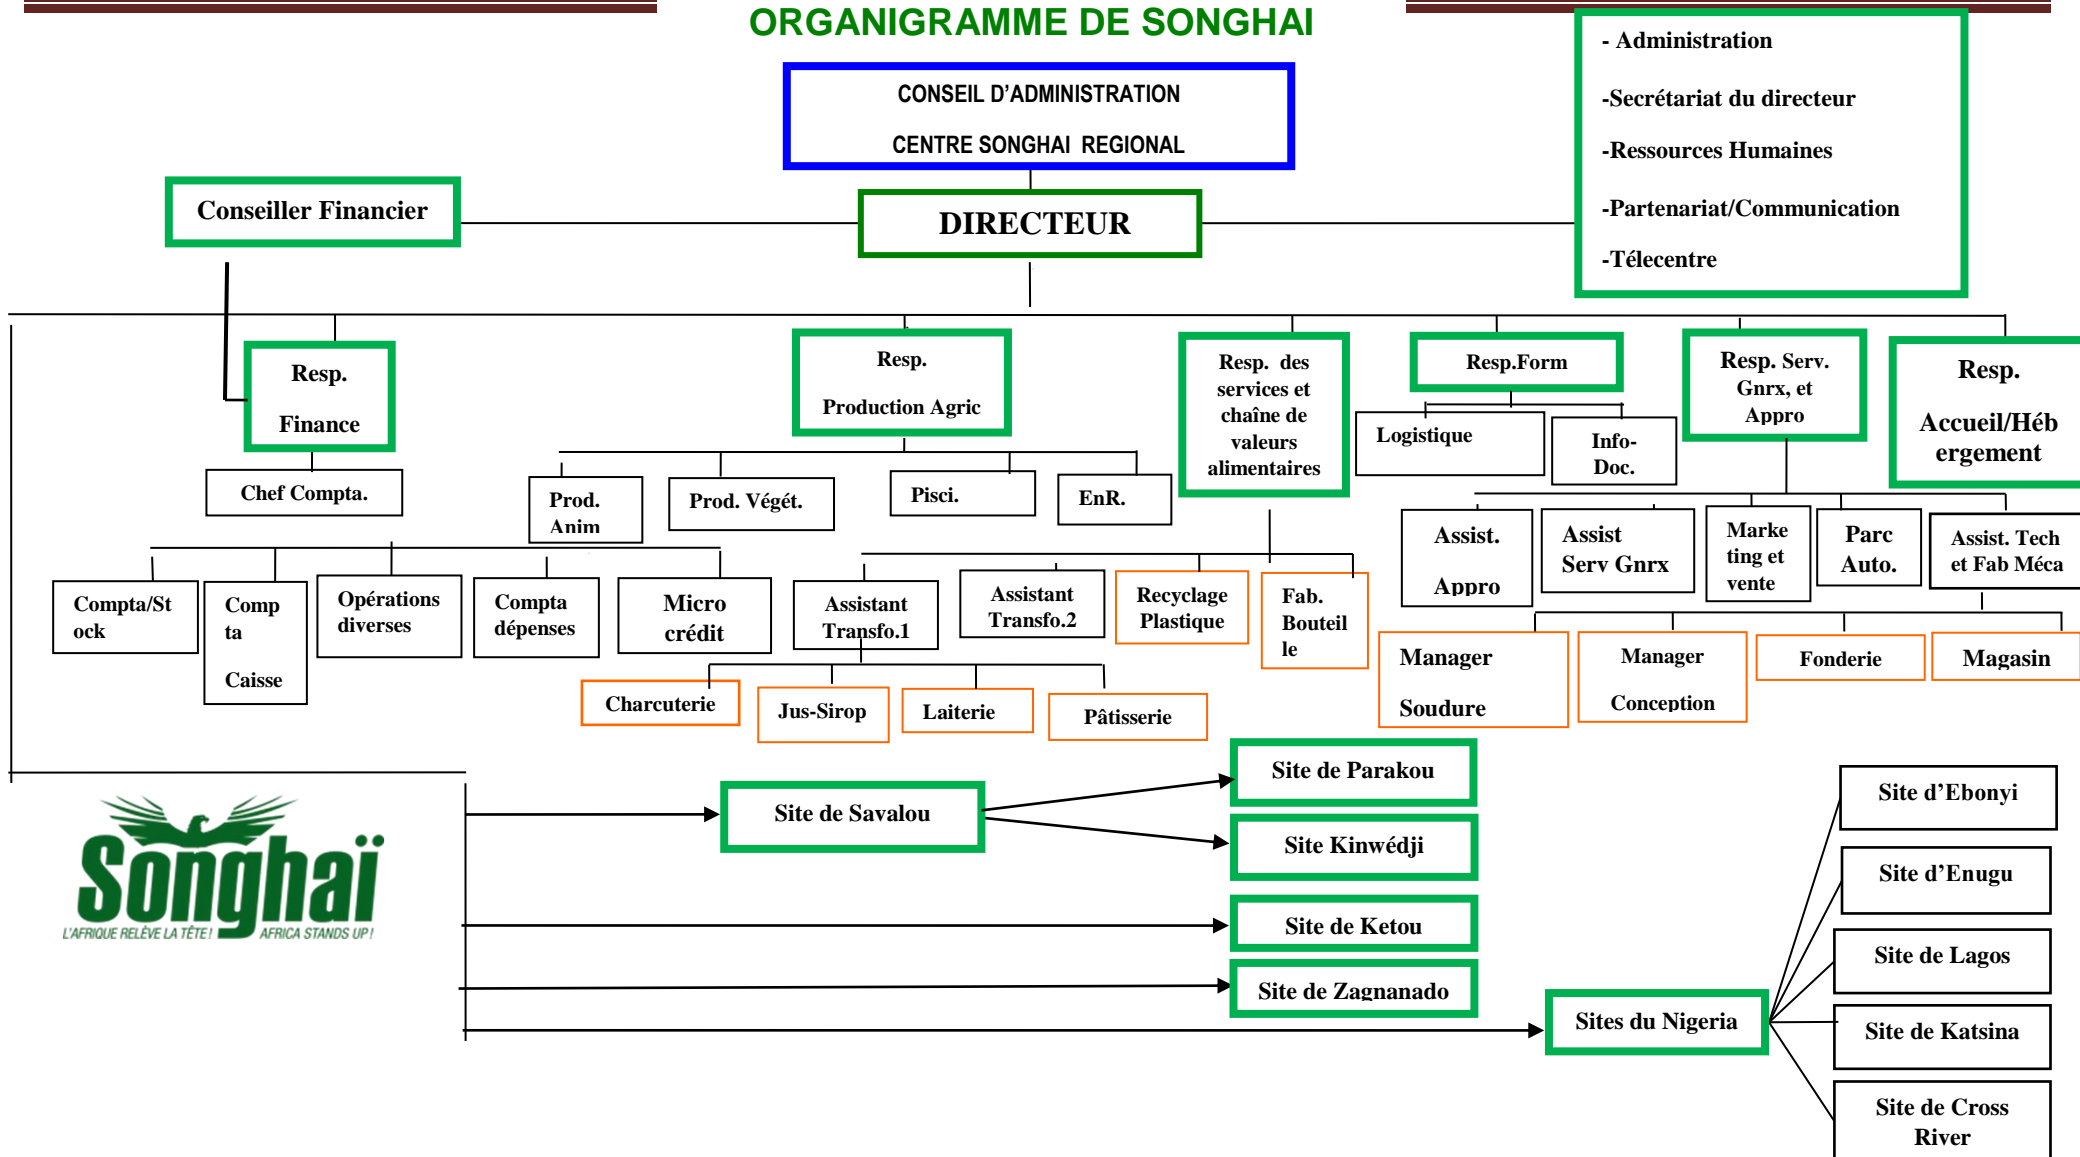 ORGANIGRAMME DE SONGHAI
CONSEIL D'ADMINISTRATION
CENTRE SONGHAI REGIONAL
- Administration
-Secrétariat du directeur
-Ressources Humaines
-Partenariat/Communication
-Télecentre
Conseiller Financier
DIRECTEUR
Resp.
Finance
Resp.
Production Agric
Resp. des
services et
chaîne de
valeurs
alimentaires
Resp.Form
Resp. Serv.
Gnrx, et
Appro
Resp.
Accueil/Héb
ergement
Logistique
Info-
Doc.
Chef Compta.
Prod.
Anim
Prod. Végét.
Pisci.
EnR.
Assist.
Appro
Assist
Serv Gnrx
Marke
ting et
vente
Parc
Auto.
Assist. Tech
et Fab Méca
Compta/St
ock
Comp
ta
Caisse
Opérations
diverses
Compta
dépenses
Micro
crédit
Assistant
Transfo.1
Assistant
Transfo.2
Recyclage
Plastique
Fab.
Bouteil
le
Manager
Soudure
Manager
Conception
Fonderie
Magasin
Charcuterie
Jus-Sirop
Laiterie
Pâtisserie
Site de Savalou
Site de Parakou
Site Kinwédji
Site de Ketou
Site de Zagnanado
Sites du Nigeria
Site d'Ebonyi
Site d'Enugu
Site de Lagos
Site de Katsina
Site de Cross
River
Songhaï
L'AFRIQUE RELÈVE LA TÊTE ! AFRICA STANDS UP !